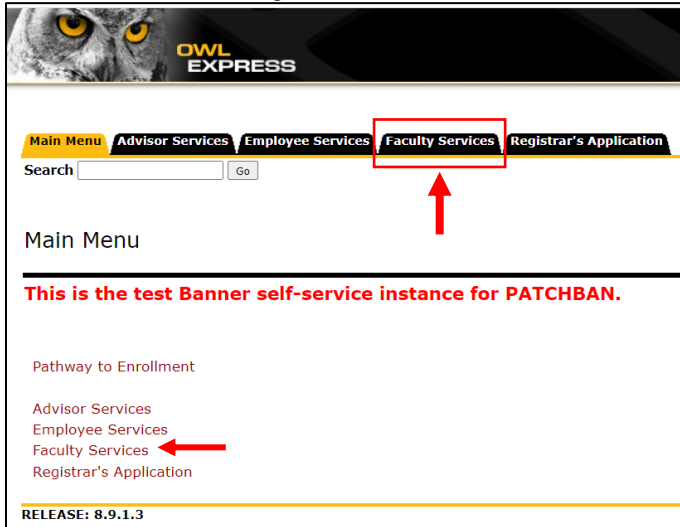 OWL
EXPRESS
Main Menu Advisor Services Employee Services Faculty Services Registrar's Application
Search Go
Main Menu
This is the test Banner self-service instance for PATCHBAN.
Pathway to Enrollment
Advisor Services
Employee Services
Faculty Services
Registrar's Application
RELEASE: 8.9.1.3